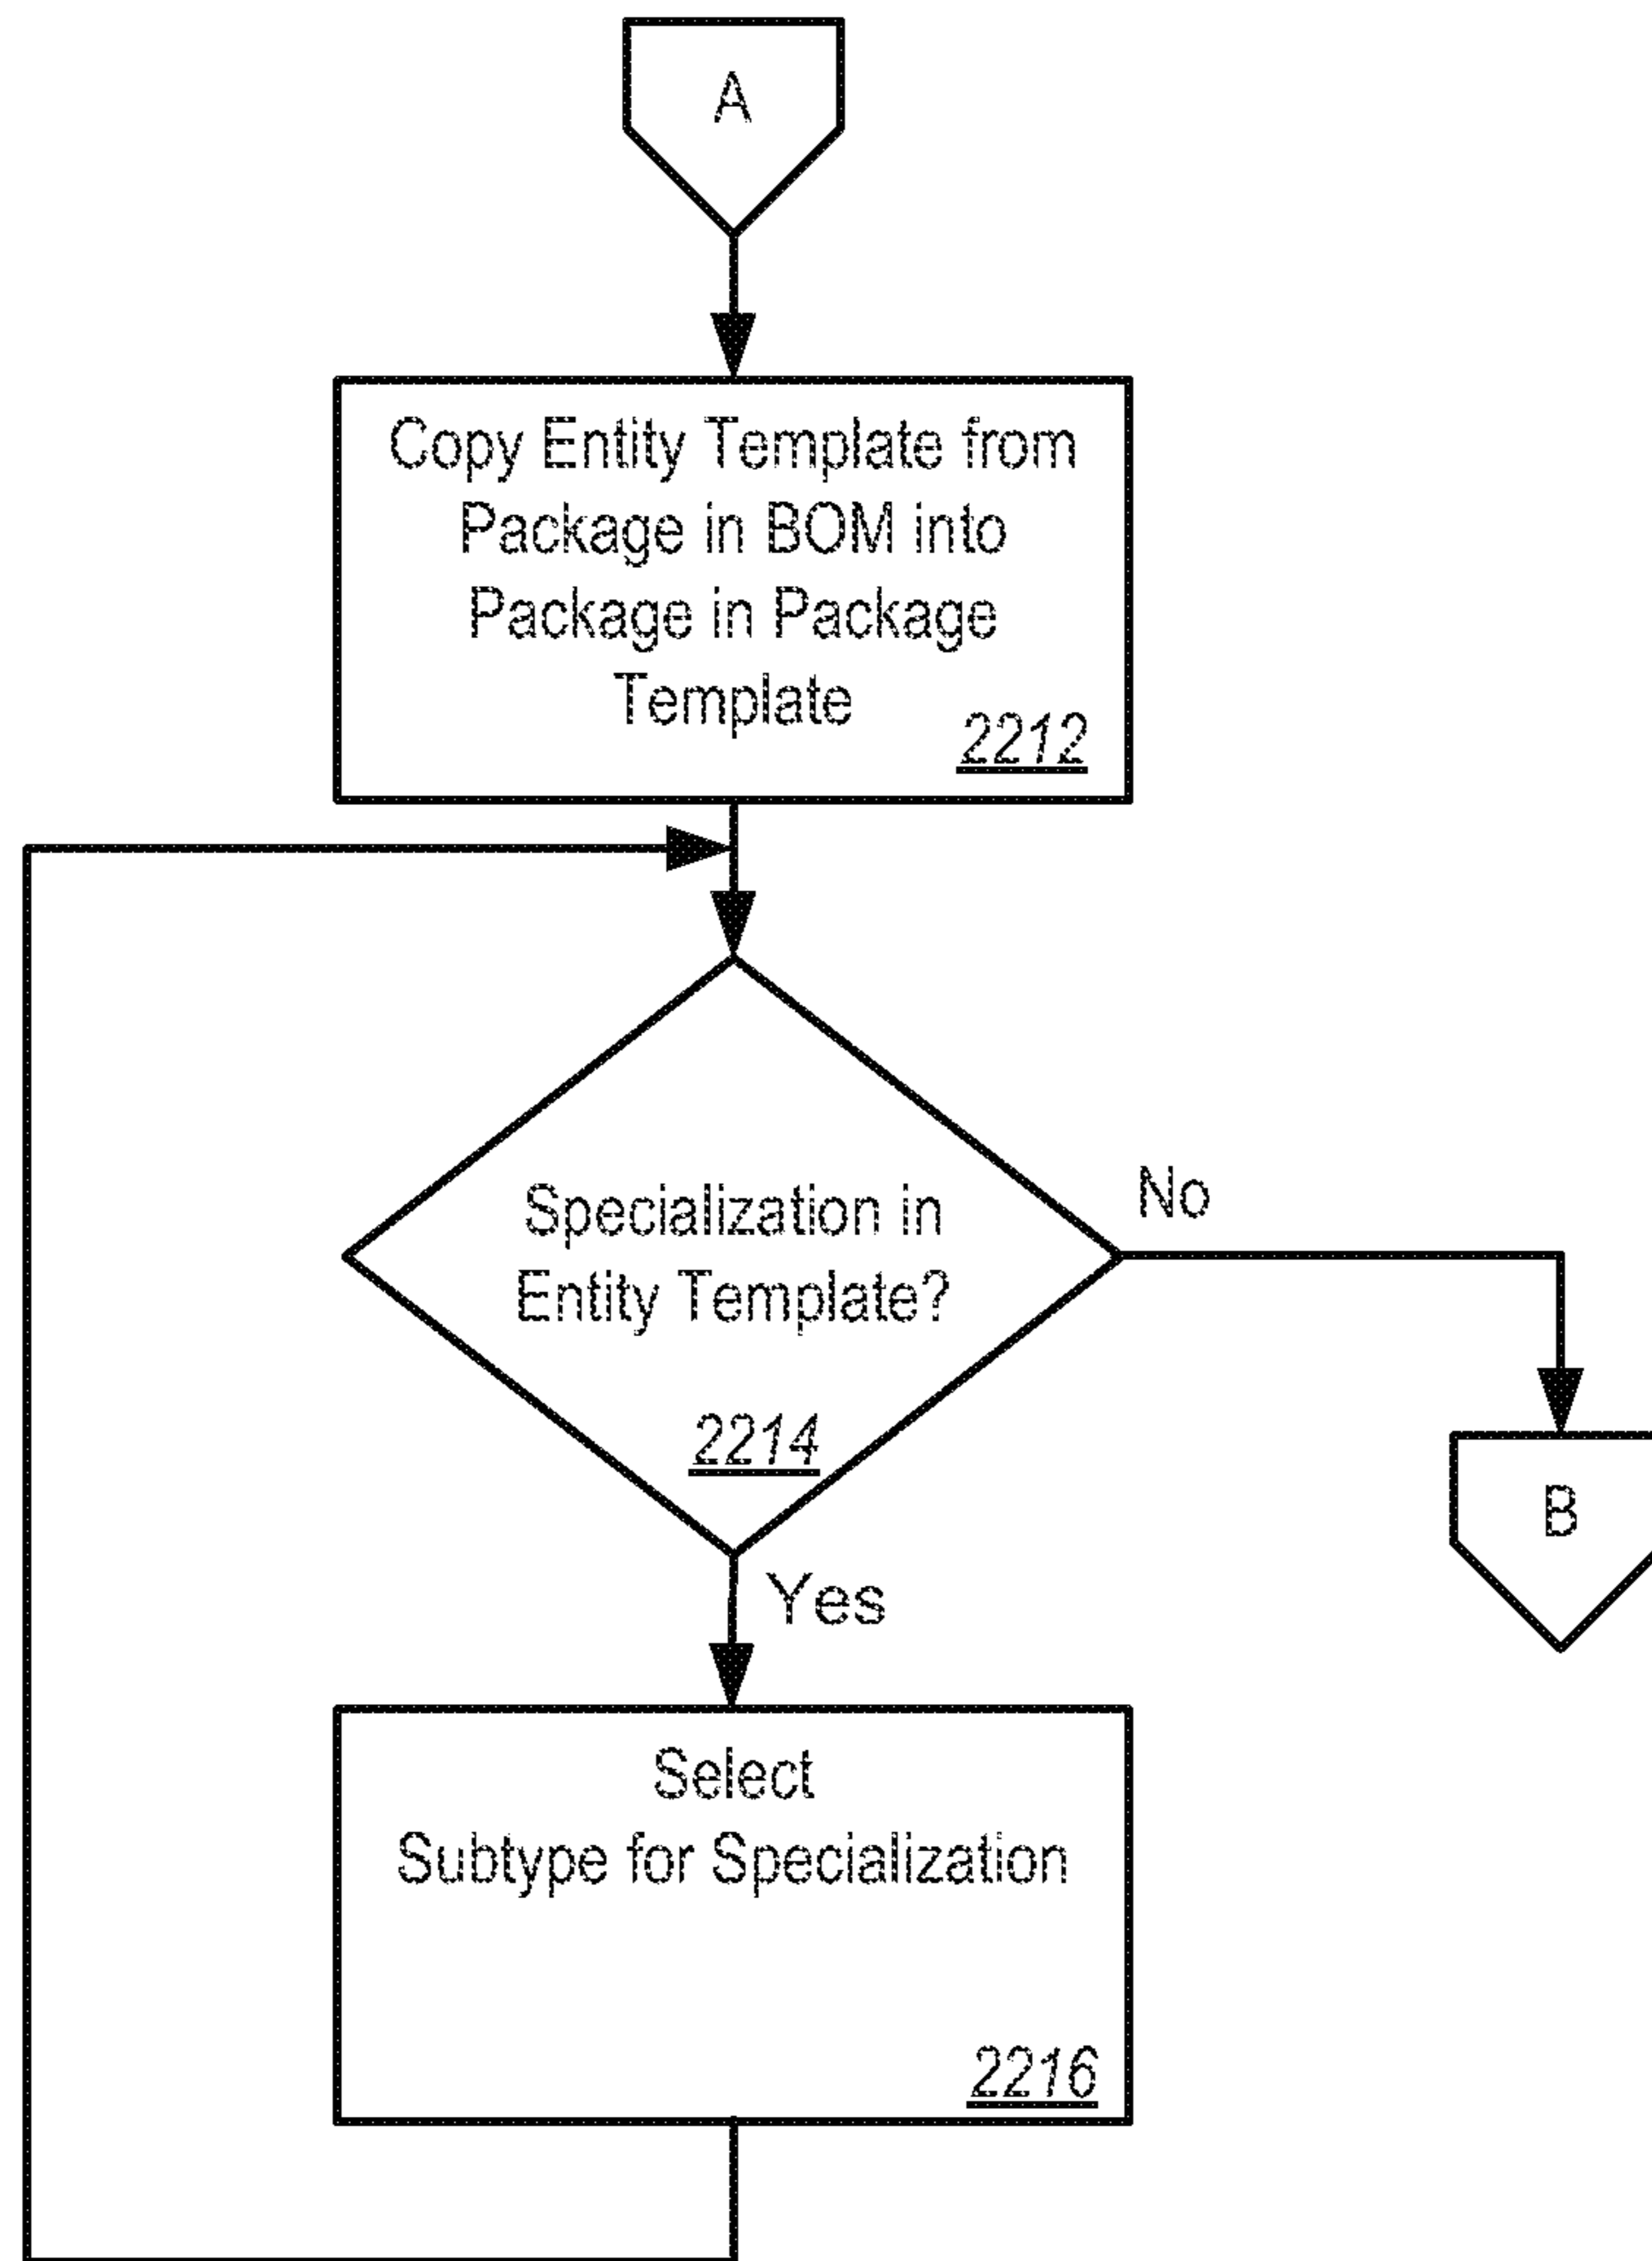 A
Copy Entity Template from
Package in BOM into
Package in Package
Template
2212
Specialization in
Entity Template?
2214
No
B
Yes
Select
Subtype for Specialization
2216